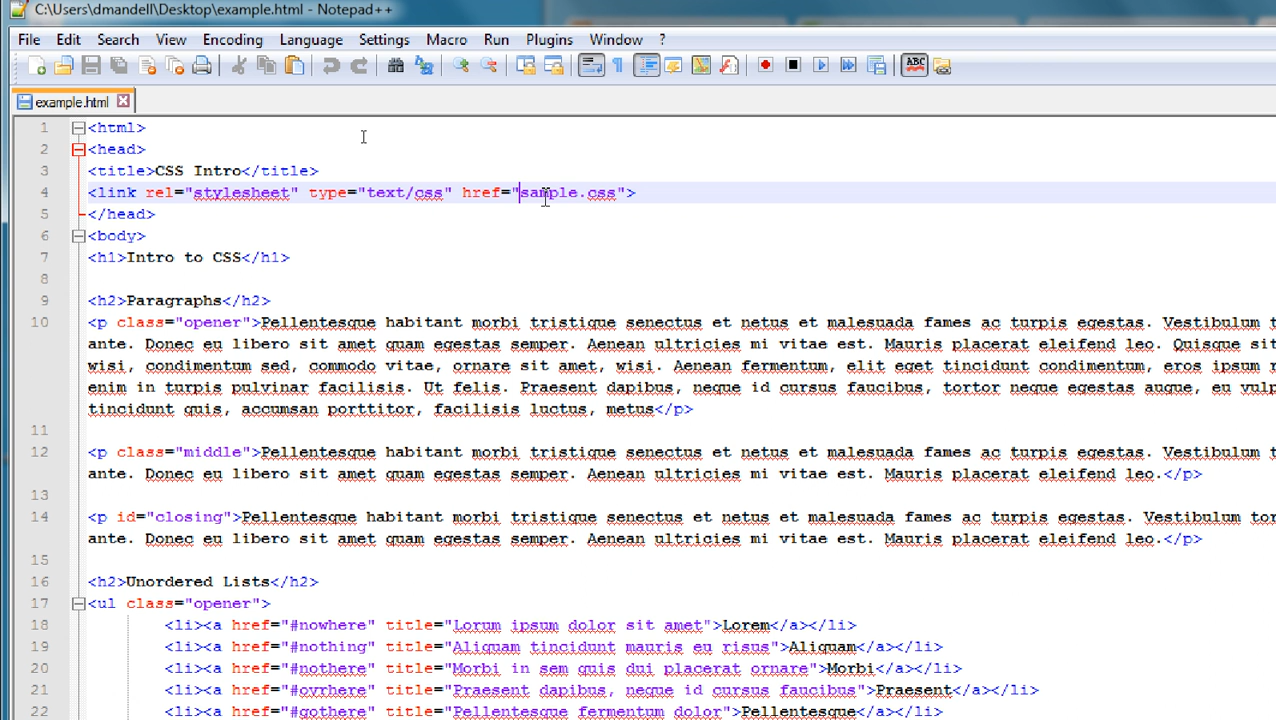 C:\Users\dmandell\Desktop\example.html - Notepad++
File Edit Search View Encoding Language Settings Macro Run Plugins Window ?
ABC
example.html
1 <html>
2 <head>
3 <title>CSS Intro</title>
4 <link rel="stylesheet" type="text/css" href="sample.css">
5 </head>
6 <body>
7 <h1>Intro to CSS</h1>
8
9 <h2>Paragraphs</h2>
10 <p class="opener">Pellentesque habitant morbi tristique senectus et netus et malesuada fames ac turpis egestas. Vestibulum
ante. Donec eu libero sit amet quam egestas semper. Aenean ultricies mi vitae est. Mauris placerat eleifend leo. Quisque sit
wisi, condimentum sed, commodo vitae, ornare sit amet, wisi. Aenean fermentum, elit eget tincidunt condimentum, eros ipsum
enim in turpis pulvinar facilisis. Ut felis. Praesent dapibus, neque id cursus faucibus, tortor neque egestas augue, eu
tincidunt quis, accumsan porttitor, facilisis luctus, metus</p>
11
12 <p class="middle">Pellentesque habitant morbi tristique senectus et netus et malesuada fames ac turpis egestas. Vestibulum
ante. Donec eu libero sit amet quam egestas semper. Aenean ultricies mi vitae est. Mauris placerat eleifend leo.</p>
13
14 <p id="closing">Pellentesque habitant morbi tristique senectus et netus et malesuada fames ac turpis egestas. Vestibulum
ante. Donec eu libero sit amet quam egestas semper. Aenean ultricies mi vitae est. Mauris placerat eleifend leo.</p>
15
16 <h2>Unordered Lists</h2>
17 <ul class="opener">
18 <li><a href="#nowhere" title="Lorum ipsum dolor sit amet">Lorem</a></li>
19 <li><a href="#nothing" title="Aliquam tincidunt mauris eu risus">Aliquam</a></li>
20 <li><a href="#nothere" title="Morbi in sem quis dui placerat ornare">Morbi</a></li>
21 <li><a href="#ovrhere" title="Praesent dapibus, neque id cursus faucibus">Praesent</a></li>
22 <li><a href="#gothere" title="Pellentesque fermentum dolor">Pellentesque</a></li>